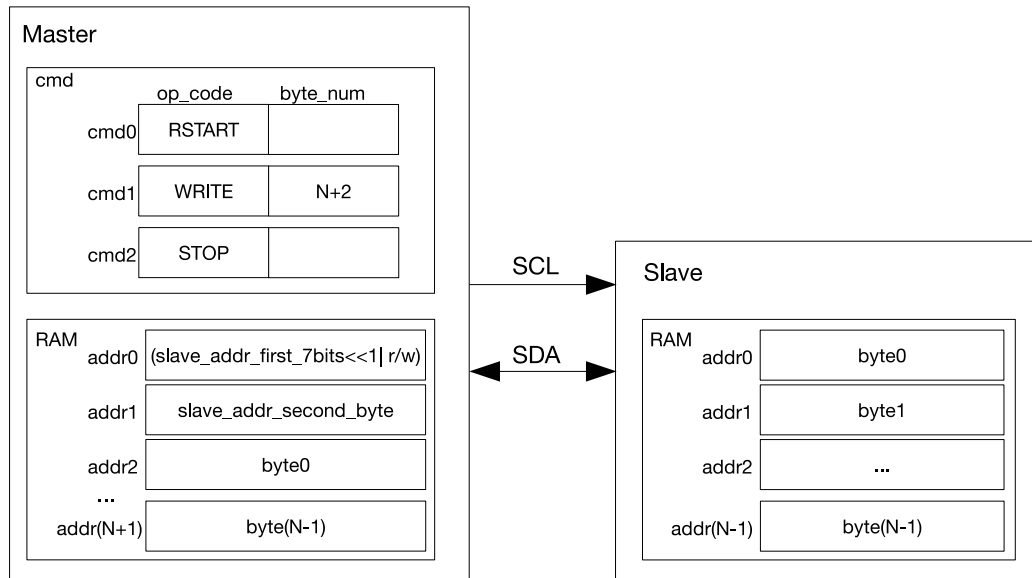 Master
cmd
op_code byte_num
cmd0 RSTART
cmd1 WRITE N+2
cmd2 STOP
RAM
addr0 (slave_addr_first_7bits<<1| r/w)
addr1 slave_addr_second_byte
addr2 byte0
...
addr(N+1) byte(N-1)
SCL
SDA
Slave
RAM
addr0 byte0
addr1 byte1
addr2 ...
addr(N-1) byte(N-1)